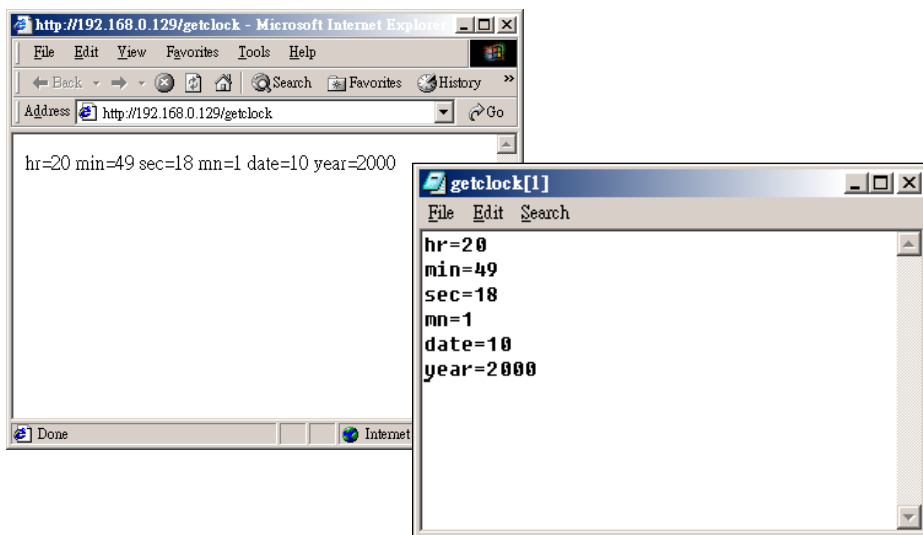 http://192.168.0.129/getclock - Microsoft Internet Explorer
File Edit View Favorites Tools Help
Back Search Favorites History »
Address http://192.168.0.129/getclock Go
hr=20 min=49 sec=18 mn=1 date=10 year=2000
Done Internet
getclock[1]
File Edit Search
hr=20
min=49
sec=18
mn=1
date=10
year=2000